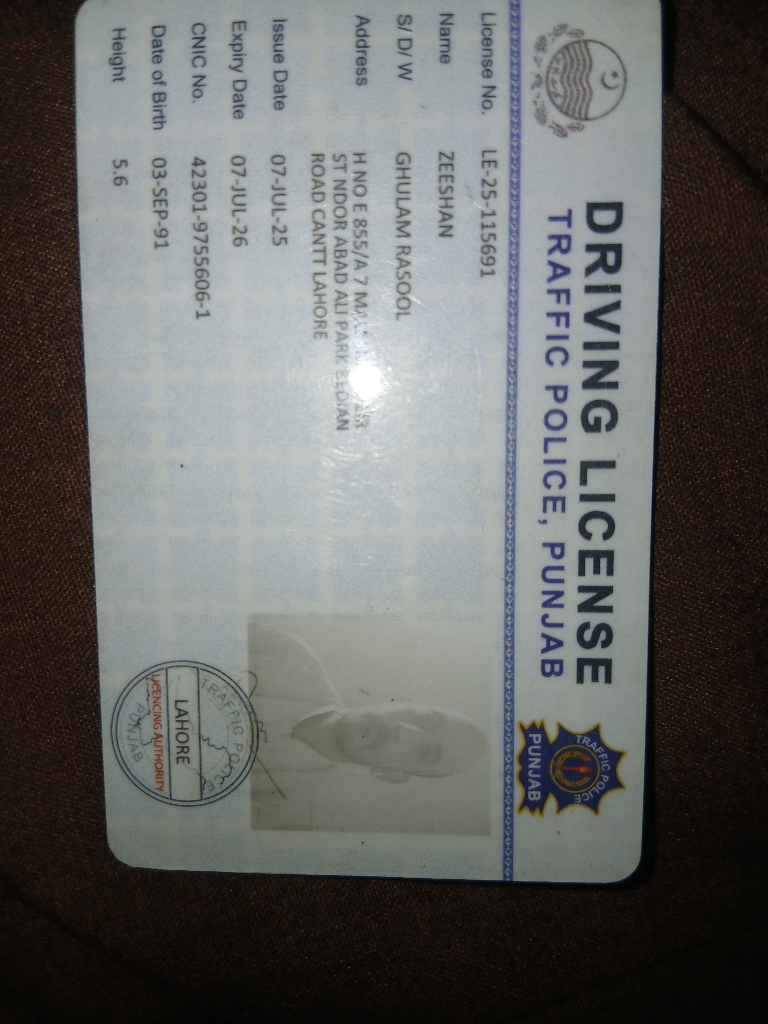 DRIVING LICENSE
TRAFFIC POLICE, PUNJAB
TRAFFIC POLICE
PUNJAB
License No. LE-25-115691
Name ZEESHAN
S/ D/ W GHULAM RASOOL
Address H NO E 855/A 7
ST NDOR ABAD ALI PARK
ROAD CANTT LAHORE
Issue Date 07-JUL-25
Expiry Date 07-JUL-26
CNIC No. 42301-9755606-1
Date of Birth 03-SEP-91
Height 5.6
TRAFFIC POLICE
LAHORE
LICENCING AUTHORITY
PUNJAB